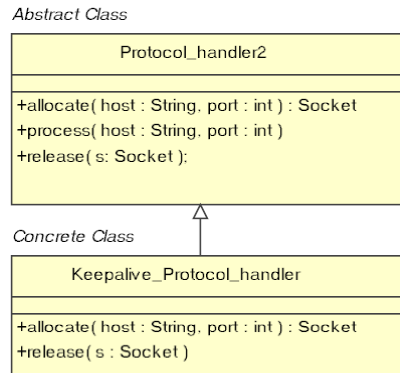 Abstract Class
Protocol_handler2
+allocate( host : String, port : int ) : Socket
+process( host : String, port : int )
+release( s: Socket ):
Concrete Class
Keepalive_Protocol_handler
+allocate( host : String, port : int ) : Socket
+release( s : Socket )